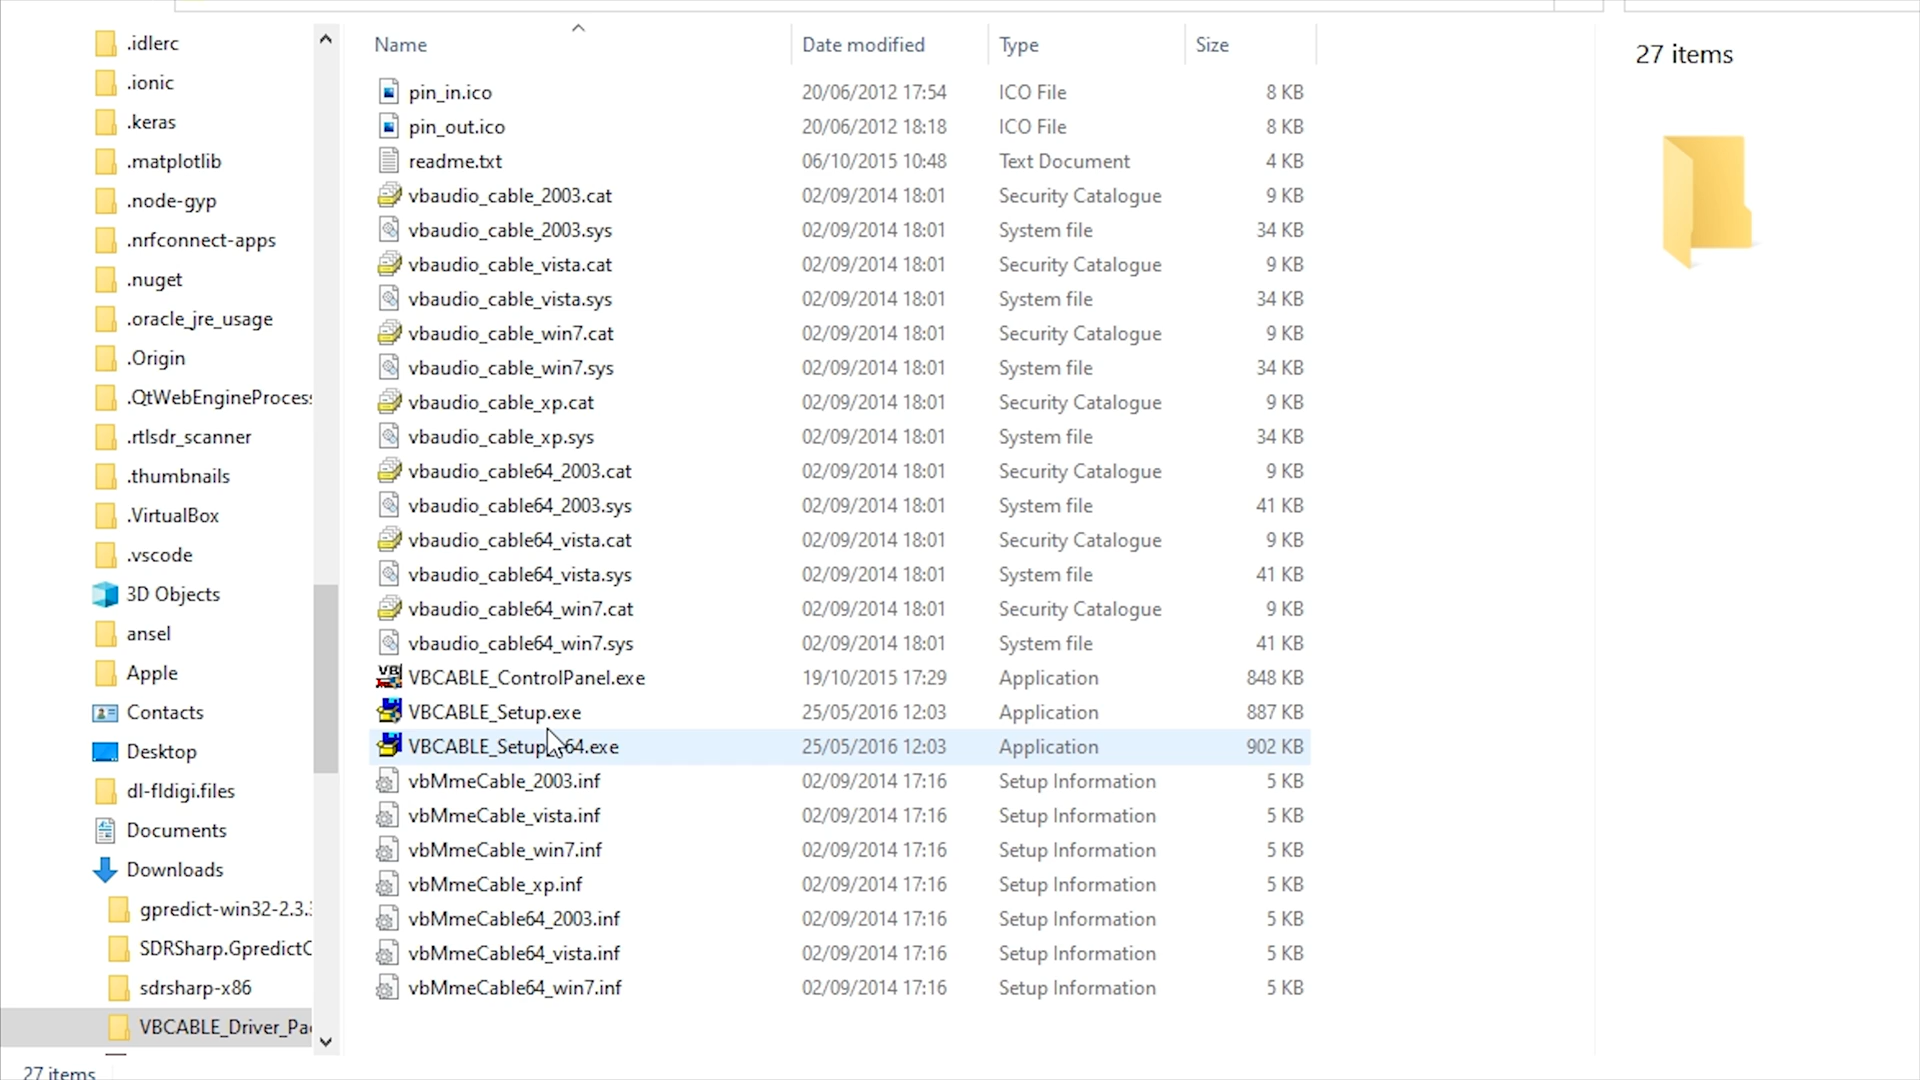 .idlerc
.ionic
.keras
.matplotlib
.node-gyp
.nrfconnect-apps
.nuget
.oracle_jre_usage
.Origin
.QtWebEngineProces
.rtlsdr_scanner
.thumbnails
.VirtualBox
.vscode
3D Objects
ansel
Apple
Contacts
Desktop
dl-fldigi.files
Documents
Downloads
gpredict-win32-2.3.
SDRSharp.GpredictC
sdrsharp-x86
VBCABLE_Driver_Pa
27 items
Name Date modified Type Size
pin_in.ico 20/06/2012 17:54 ICO File 8 KB
pin_out.ico 20/06/2012 18:18 ICO File 8 KB
readme.txt 06/10/2015 10:48 Text Document 4 KB
vbaudio_cable_2003.cat 02/09/2014 18:01 Security Catalogue 9 KB
vbaudio_cable_2003.sys 02/09/2014 18:01 System file 34 KB
vbaudio_cable_vista.cat 02/09/2014 18:01 Security Catalogue 9 KB
vbaudio_cable_vista.sys 02/09/2014 18:01 System file 34 KB
vbaudio_cable_win7.cat 02/09/2014 18:01 Security Catalogue 9 KB
vbaudio_cable_win7.sys 02/09/2014 18:01 System file 34 KB
vbaudio_cable_xp.cat 02/09/2014 18:01 Security Catalogue 9 KB
vbaudio_cable_xp.sys 02/09/2014 18:01 System file 34 KB
vbaudio_cable64_2003.cat 02/09/2014 18:01 Security Catalogue 9 KB
vbaudio_cable64_2003.sys 02/09/2014 18:01 System file 41 KB
vbaudio_cable64_vista.cat 02/09/2014 18:01 Security Catalogue 9 KB
vbaudio_cable64_vista.sys 02/09/2014 18:01 System file 41 KB
vbaudio_cable64_win7.cat 02/09/2014 18:01 Security Catalogue 9 KB
vbaudio_cable64_win7.sys 02/09/2014 18:01 System file 41 KB
VBCABLE_ControlPanel.exe 19/10/2015 17:29 Application 848 KB
VBCABLE_Setup.exe 25/05/2016 12:03 Application 887 KB
VBCABLE_Setup_x64.exe 25/05/2016 12:03 Application 902 KB
vbMmeCable_2003.inf 02/09/2014 17:16 Setup Information 5 KB
vbMmeCable_vista.inf 02/09/2014 17:16 Setup Information 5 KB
vbMmeCable_win7.inf 02/09/2014 17:16 Setup Information 5 KB
vbMmeCable_xp.inf 02/09/2014 17:16 Setup Information 5 KB
vbMmeCable64_2003.inf 02/09/2014 17:16 Setup Information 5 KB
vbMmeCable64_vista.inf 02/09/2014 17:16 Setup Information 5 KB
vbMmeCable64_win7.inf 02/09/2014 17:16 Setup Information 5 KB
27 items